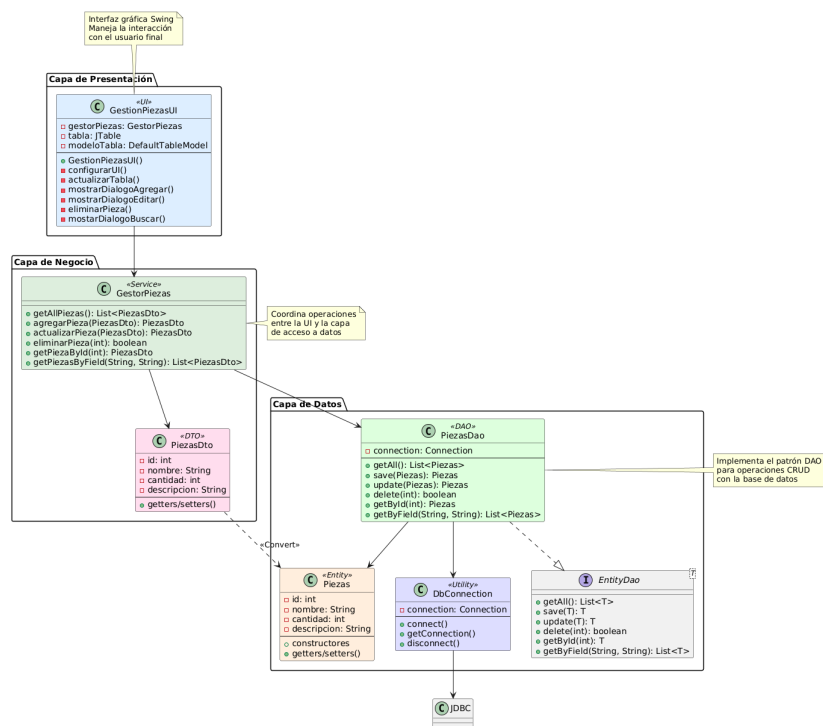 Interfaz gráfica Swing
Maneja la interacción
con el usuario final
Capa de Presentación
C
«UI»
GestionPiezasUI
gestorPiezas: GestorPiezas
tabla: JTable
modeloTabla: DefaultTableModel
GestionPiezasUI()
configurarUI()
actualizarTabla()
mostrarDialogoAgregar()
mostrarDialogoEditar()
eliminarPieza()
mostarDialogoBuscar()
Capa de Negocio
C
«Service»
GestorPiezas
getAllPiezas(): List<PiezasDto>
agregarPieza(PiezasDto): PiezasDto
actualizarPieza(PiezasDto): PiezasDto
eliminarPieza(int): boolean
getPiezaById(int): PiezasDto
getPiezasByField(String, String): List<PiezasDto>
Coordina operaciones
entre la UI y la capa
de acceso a datos
C
«DTO»
PiezasDto
id: int
nombre: String
cantidad: int
descripcion: String
getters/setters()
Capa de Datos
C
«DAO»
PiezasDao
connection: Connection
getAll(): List<Piezas>
save(Piezas): Piezas
update(Piezas): Piezas
delete(int): boolean
getById(int): Piezas
getByField(String, String): List<Piezas>
Implementa el patrón DAO
para operaciones CRUD
con la base de datos
«Convert»
C
«Entity»
Piezas
id: int
nombre: String
cantidad: int
descripcion: String
constructores
getters/setters()
C
«Utility»
DbConnection
connection: Connection
connect()
getConnection()
disconnect()
I
EntityDao
T
getAll(): List<T>
save(T): T
update(T): T
delete(int): boolean
getById(int): T
getByField(String, String): List<T>
C
JDBC